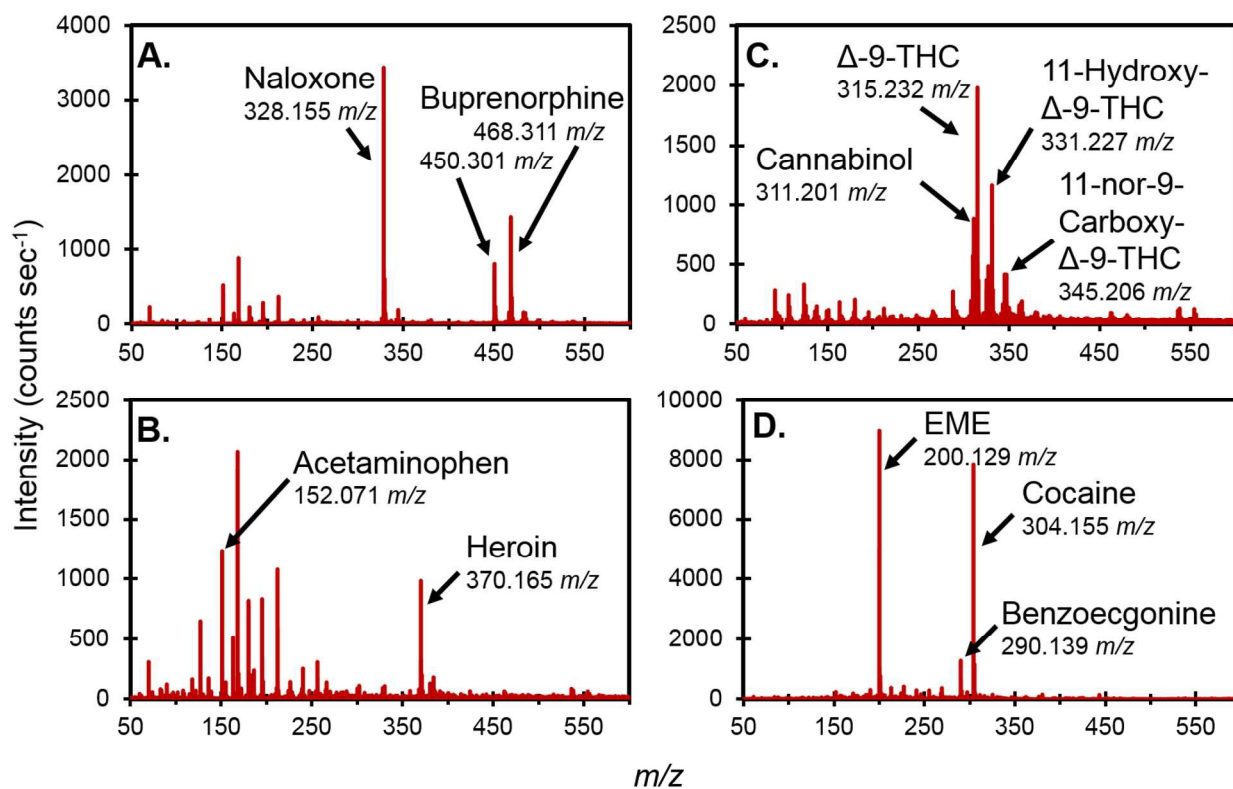 Intensity (counts sec⁻¹)
A.
4000
3000
2000
1000
0
50 150 250 350 450 550
Naloxone
328.155 m/z
Buprenorphine
468.311 m/z
450.301 m/z
C.
2500
2000
1500
1000
500
0
50 150 250 350 450 550
Δ-9-THC
315.232 m/z
11-Hydroxy-
Δ-9-THC
331.227 m/z
Cannabinol
311.201 m/z
11-nor-9-
Carboxy-
Δ-9-THC
345.206 m/z
B.
2500
2000
1500
1000
500
0
50 150 250 350 450 550
Acetaminophen
152.071 m/z
Heroin
370.165 m/z
D.
10000
8000
6000
4000
2000
0
50 150 250 350 450 550
EME
200.129 m/z
Cocaine
304.155 m/z
Benzoecgonine
290.139 m/z
m/z